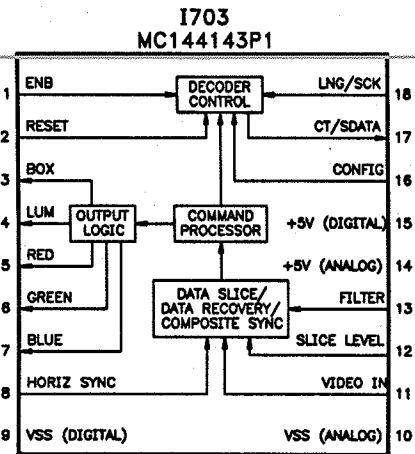 I703
MC144143P1
1 ENB
2 RESET
3 BOX
4 LUM
5 RED
6 GREEN
7 BLUE
8 HORIZ SYNC
9 VSS (DIGITAL)
DECODER
CONTROL
OUTPUT
LOGIC
COMMAND
PROCESSOR
DATA SLICE/
DATA RECOVERY/
COMPOSITE SYNC
LNG/SCK 18
CT/SDATA 17
CONFIG 16
+5V (DIGITAL) 15
+5V (ANALOG) 14
FILTER 13
SLICE LEVEL 12
VIDEO IN 11
VSS (ANALOG) 10